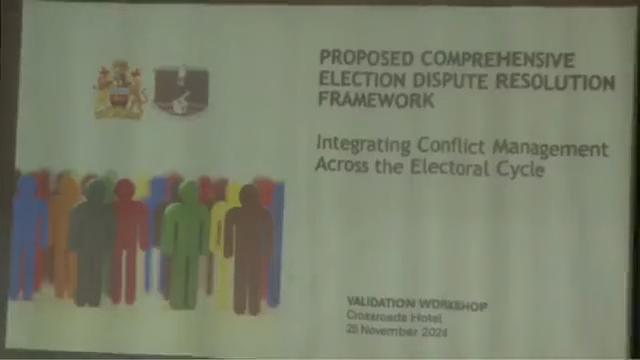 PROPOSED COMPREHENSIVE
ELECTION DISPUTE RESOLUTION
FRAMEWORK
Integrating Conflict Management
Across the Electoral Cycle
VALIDATION WORKSHOP
Crossroads Hotel
25 November 2024